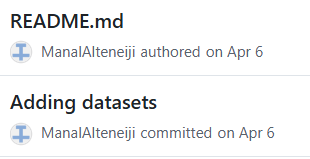 README.md
ManalAlteneiji authored on Apr 6
Adding datasets
ManalAlteneiji committed on Apr 6